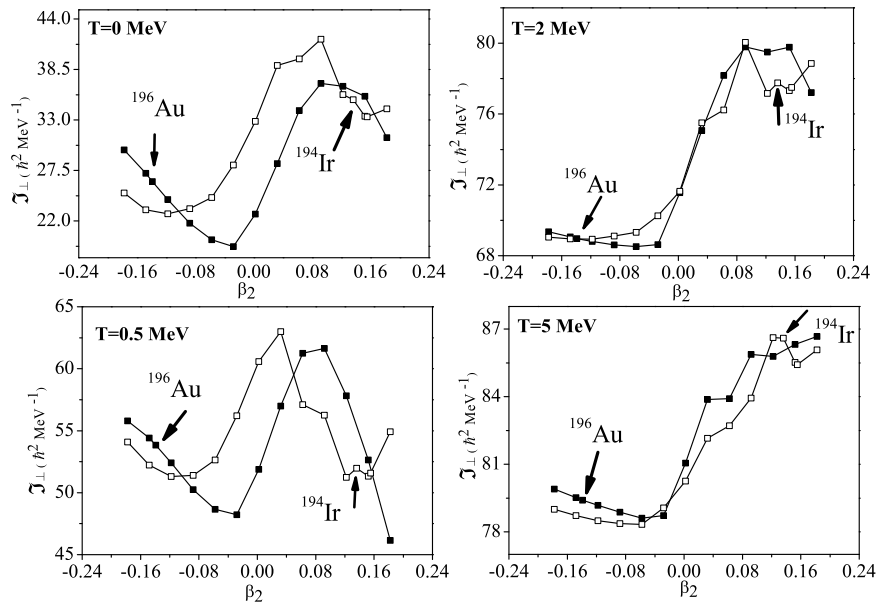 T=0 MeV
44.0
38.5
33.0
27.5
22.0
ℑ⊥(ℏ² MeV⁻¹)
¹⁹⁶Au
¹⁹⁴Ir
-0.24 -0.16 -0.08 0.00 0.08 0.16 0.24
β₂
T=2 MeV
80
76
72
68
ℑ⊥(ℏ² MeV⁻¹)
¹⁹⁶Au
¹⁹⁴Ir
-0.24 -0.16 -0.08 0.00 0.08 0.16 0.24
β₂
T=0.5 MeV
65
60
55
50
45
ℑ⊥(ℏ² MeV⁻¹)
¹⁹⁶Au
¹⁹⁴Ir
-0.24 -0.16 -0.08 0.00 0.08 0.16 0.24
β₂
T=5 MeV
87
84
81
78
ℑ⊥(ℏ² MeV⁻¹)
¹⁹⁴Ir
¹⁹⁶Au
-0.24 -0.16 -0.08 0.00 0.08 0.16 0.24
β₂